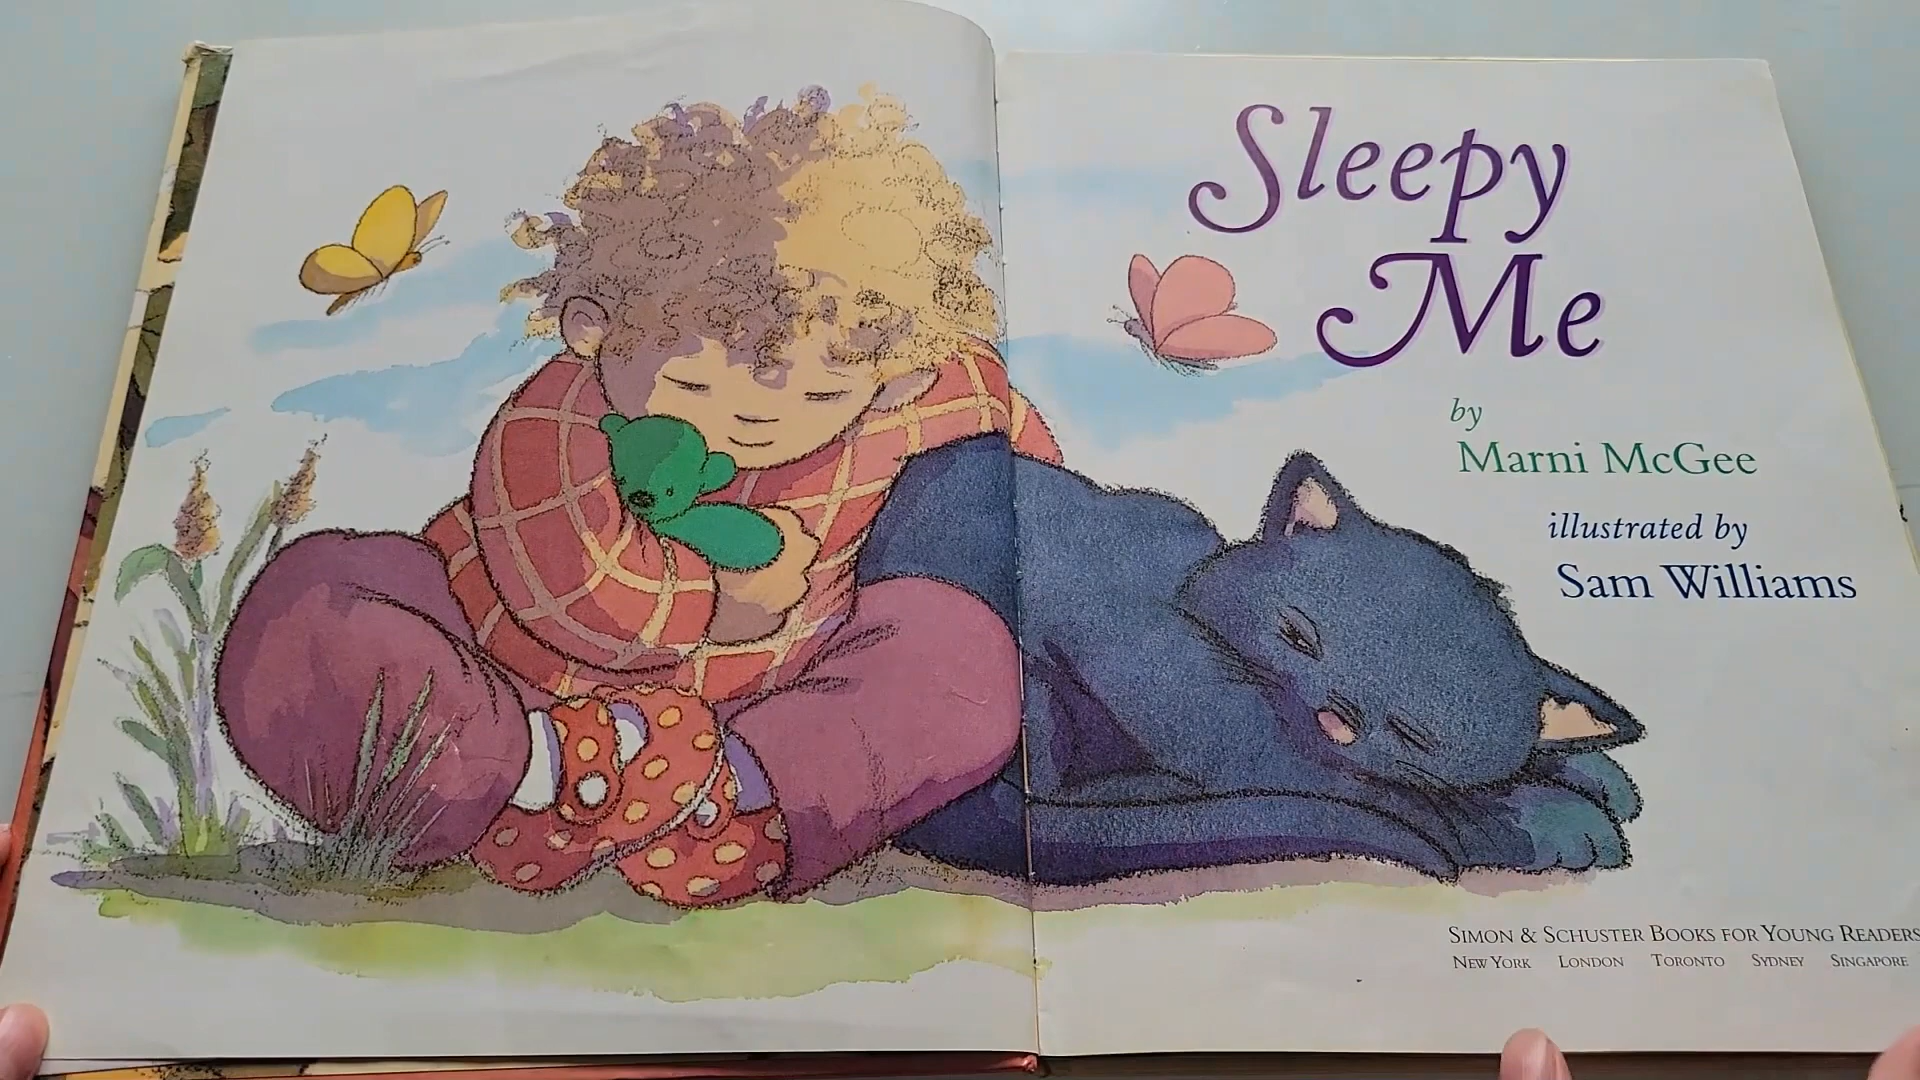 Sleepy
Me
by
Marni McGee
illustrated by
Sam Williams
SIMON & SCHUSTER BOOKS FOR YOUNG READERS
NEW YORK LONDON TORONTO SYDNEY SINGAPORE